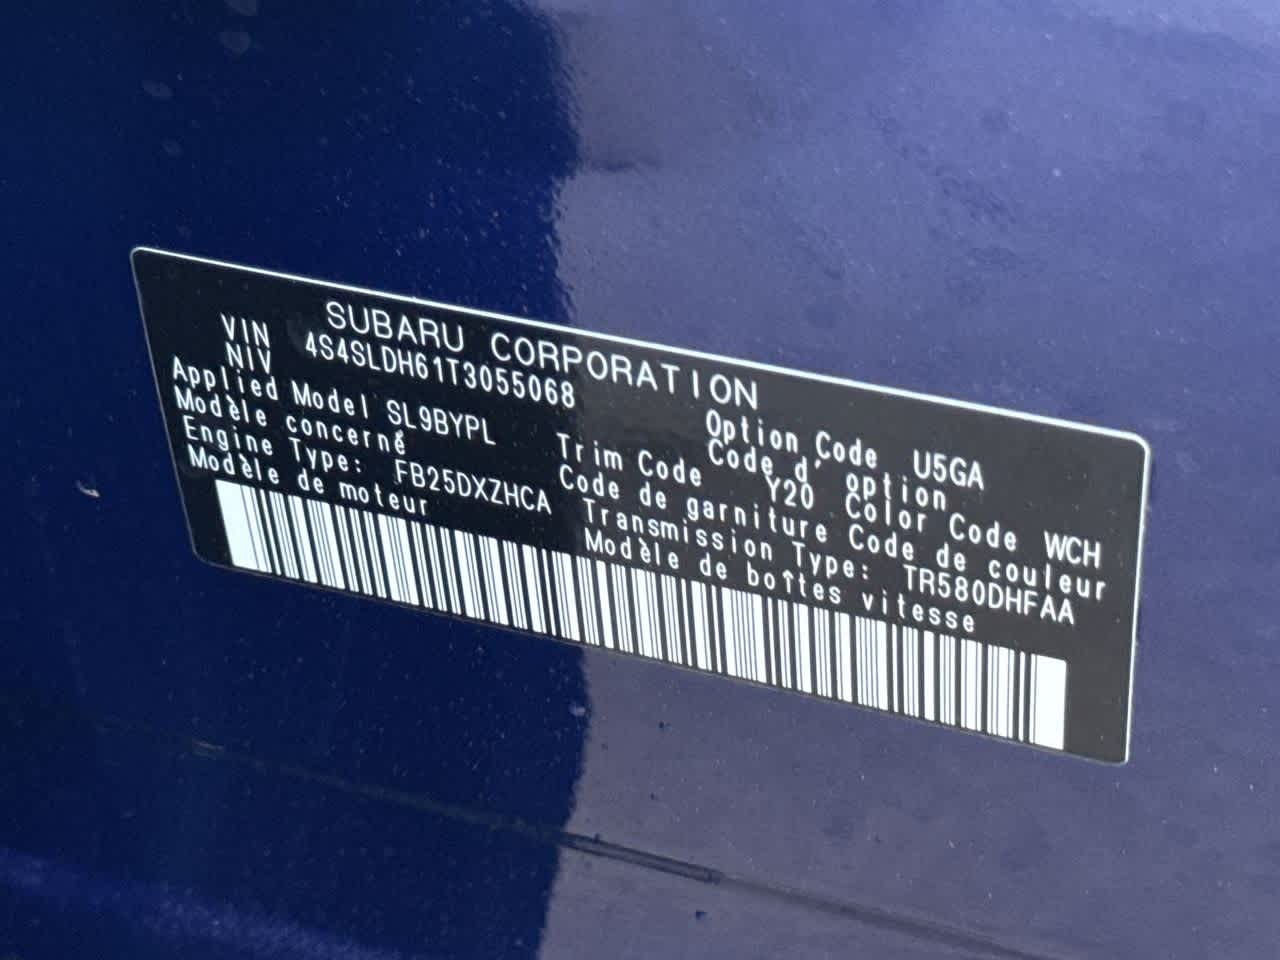 SUBARU CORPORATION
VIN
NIV 4S4SLDH61T3055068
Applied Model SL9BYPL
Modèle concerné
Option Code U5GA
Code d'option
Trim Code Y20 Color Code WCH
Code de garniture Code de couleur
Engine Type: FB25DXZHCA
Modèle de moteur
Transmission Type: TR580DHFAA
Modèle de boîtes vitesse